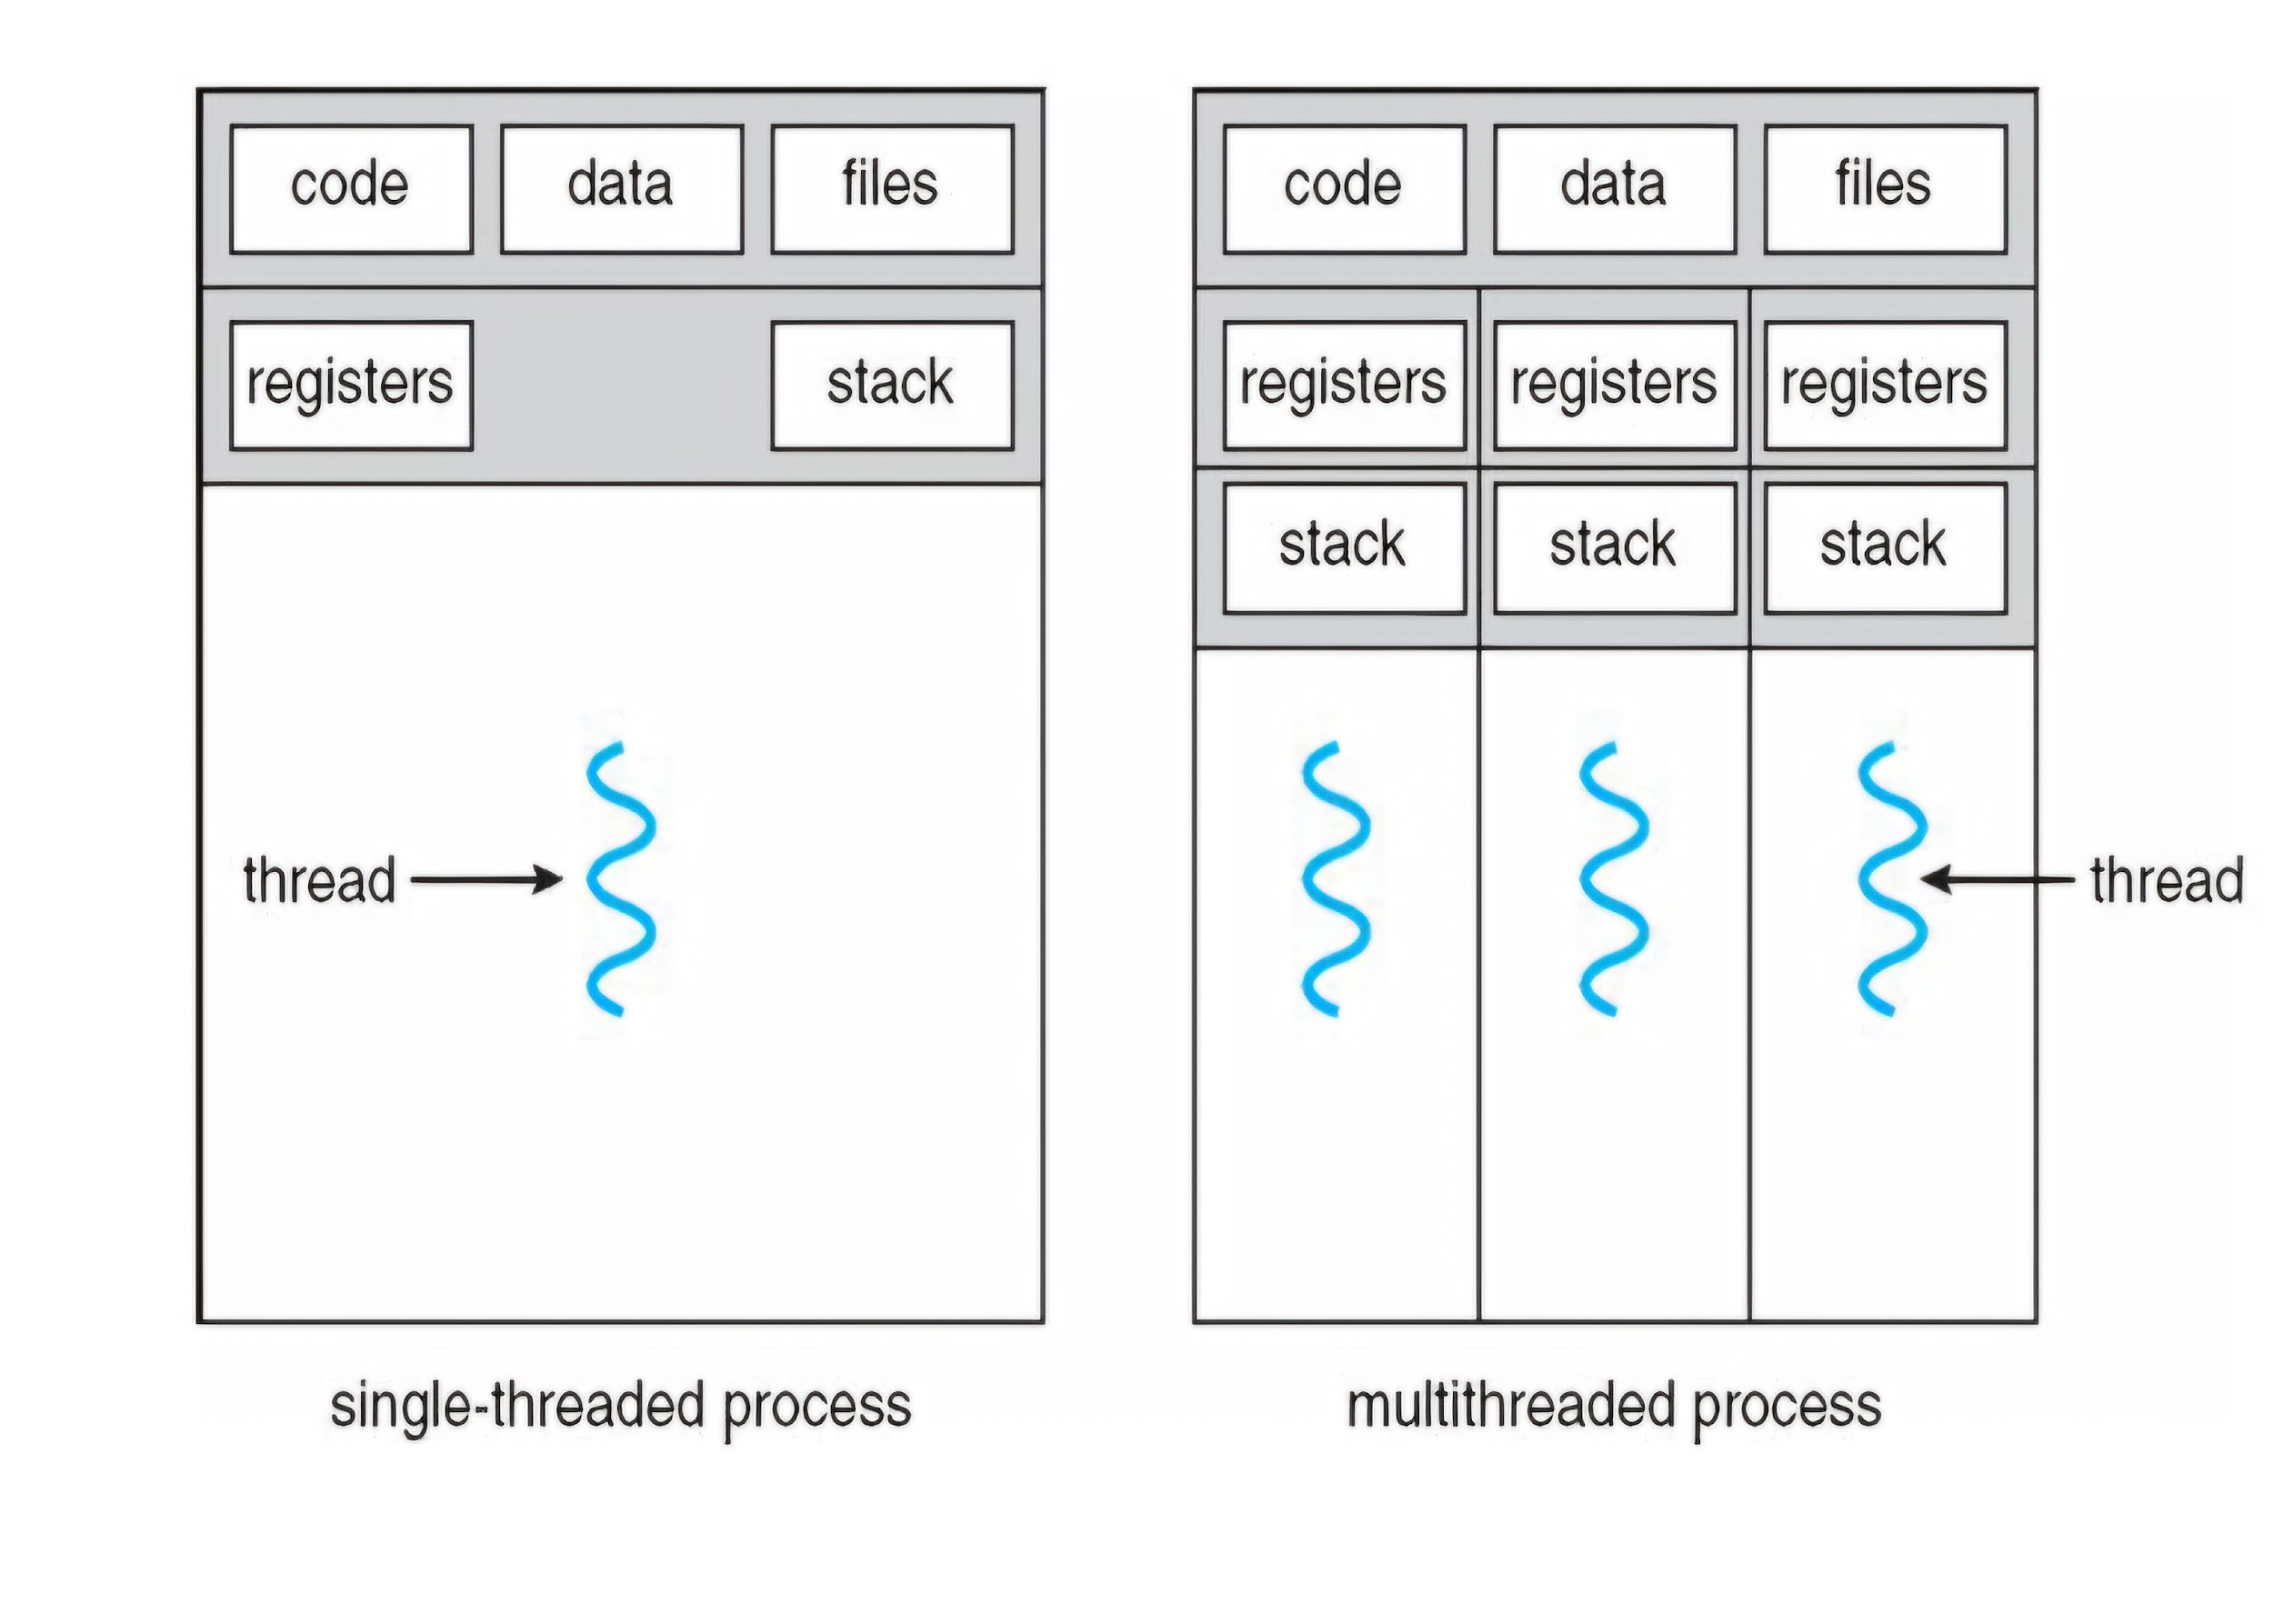 code data files
registers stack
thread
single-threaded process
code data files
registers registers registers
stack stack stack
thread
multithreaded process